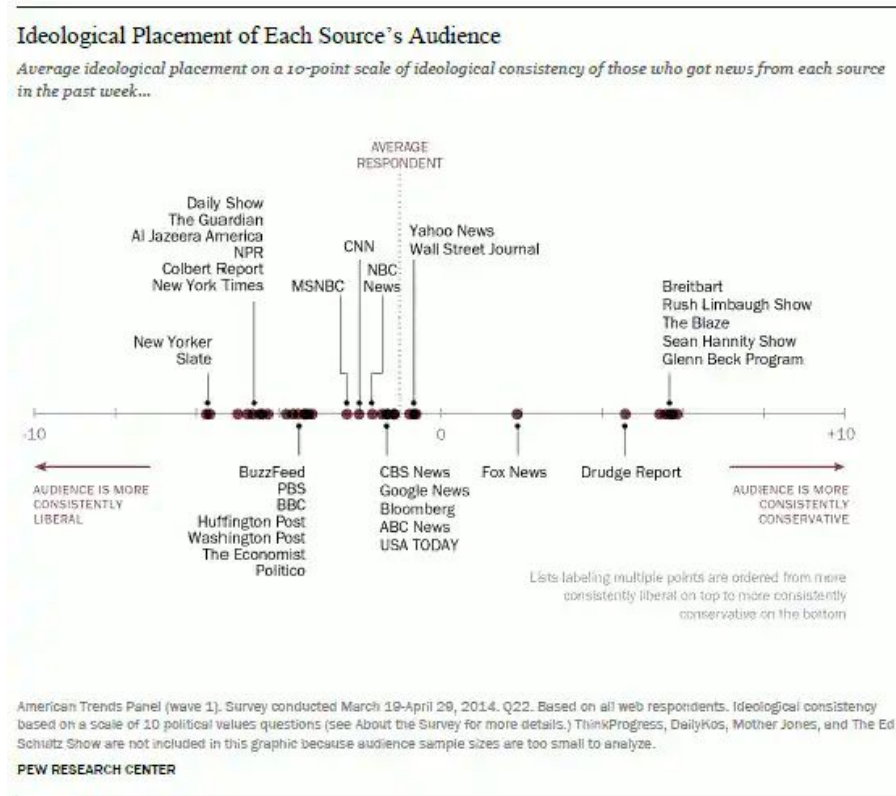 Ideological Placement of Each Source's Audience
Average ideological placement on a 10-point scale of ideological consistency of those who got news from each source
in the past week...
AVERAGE
RESPONDENT
Daily Show
The Guardian
Al Jazeera America
NPR
Colbert Report
New York Times
CNN
Yahoo News
Wall Street Journal
MSNBC
NBC
News
Breitbart
Rush Limbaugh Show
The Blaze
Sean Hannity Show
Glenn Beck Program
New Yorker
Slate
-10
0
+10
AUDIENCE IS MORE
CONSISTENTLY
LIBERAL
BuzzFeed
PBS
BBC
Huffington Post
Washington Post
The Economist
Politico
CBS News
Google News
Bloomberg
ABC News
USA TODAY
Fox News
Drudge Report
AUDIENCE IS MORE
CONSISTENTLY
CONSERVATIVE
Lists labeling multiple points are ordered from more
consistently liberal on top to more consistently
conservative on the bottom
American Trends Panel (wave 1). Survey conducted March 19-April 29, 2014. Q22. Based on all web respondents. Ideological consistency
based on a scale of 10 political values questions (see About the Survey for more details.) ThinkProgress, DailyKos, Mother Jones, and The Ed
Schultz Show are not included in this graphic because audience sample sizes are too small to analyze.
PEW RESEARCH CENTER